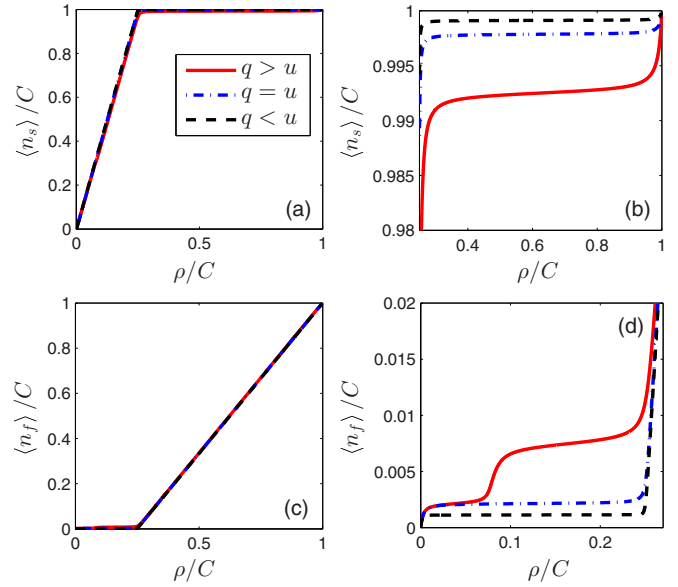 1
0.8
0.6
0.4
0.2
0
⟨n_s⟩/C
q > u
q = u
q < u
(a)
0 0.5 1
ρ/C
0.995
0.99
0.985
0.98
⟨n_s⟩/C
(b)
0.4 0.6 0.8 1
ρ/C
1
0.8
0.6
0.4
0.2
0
⟨n_f⟩/C
(c)
0 0.5 1
ρ/C
0.02
0.015
0.01
0.005
0
⟨n_f⟩/C
(d)
0 0.1 0.2
ρ/C